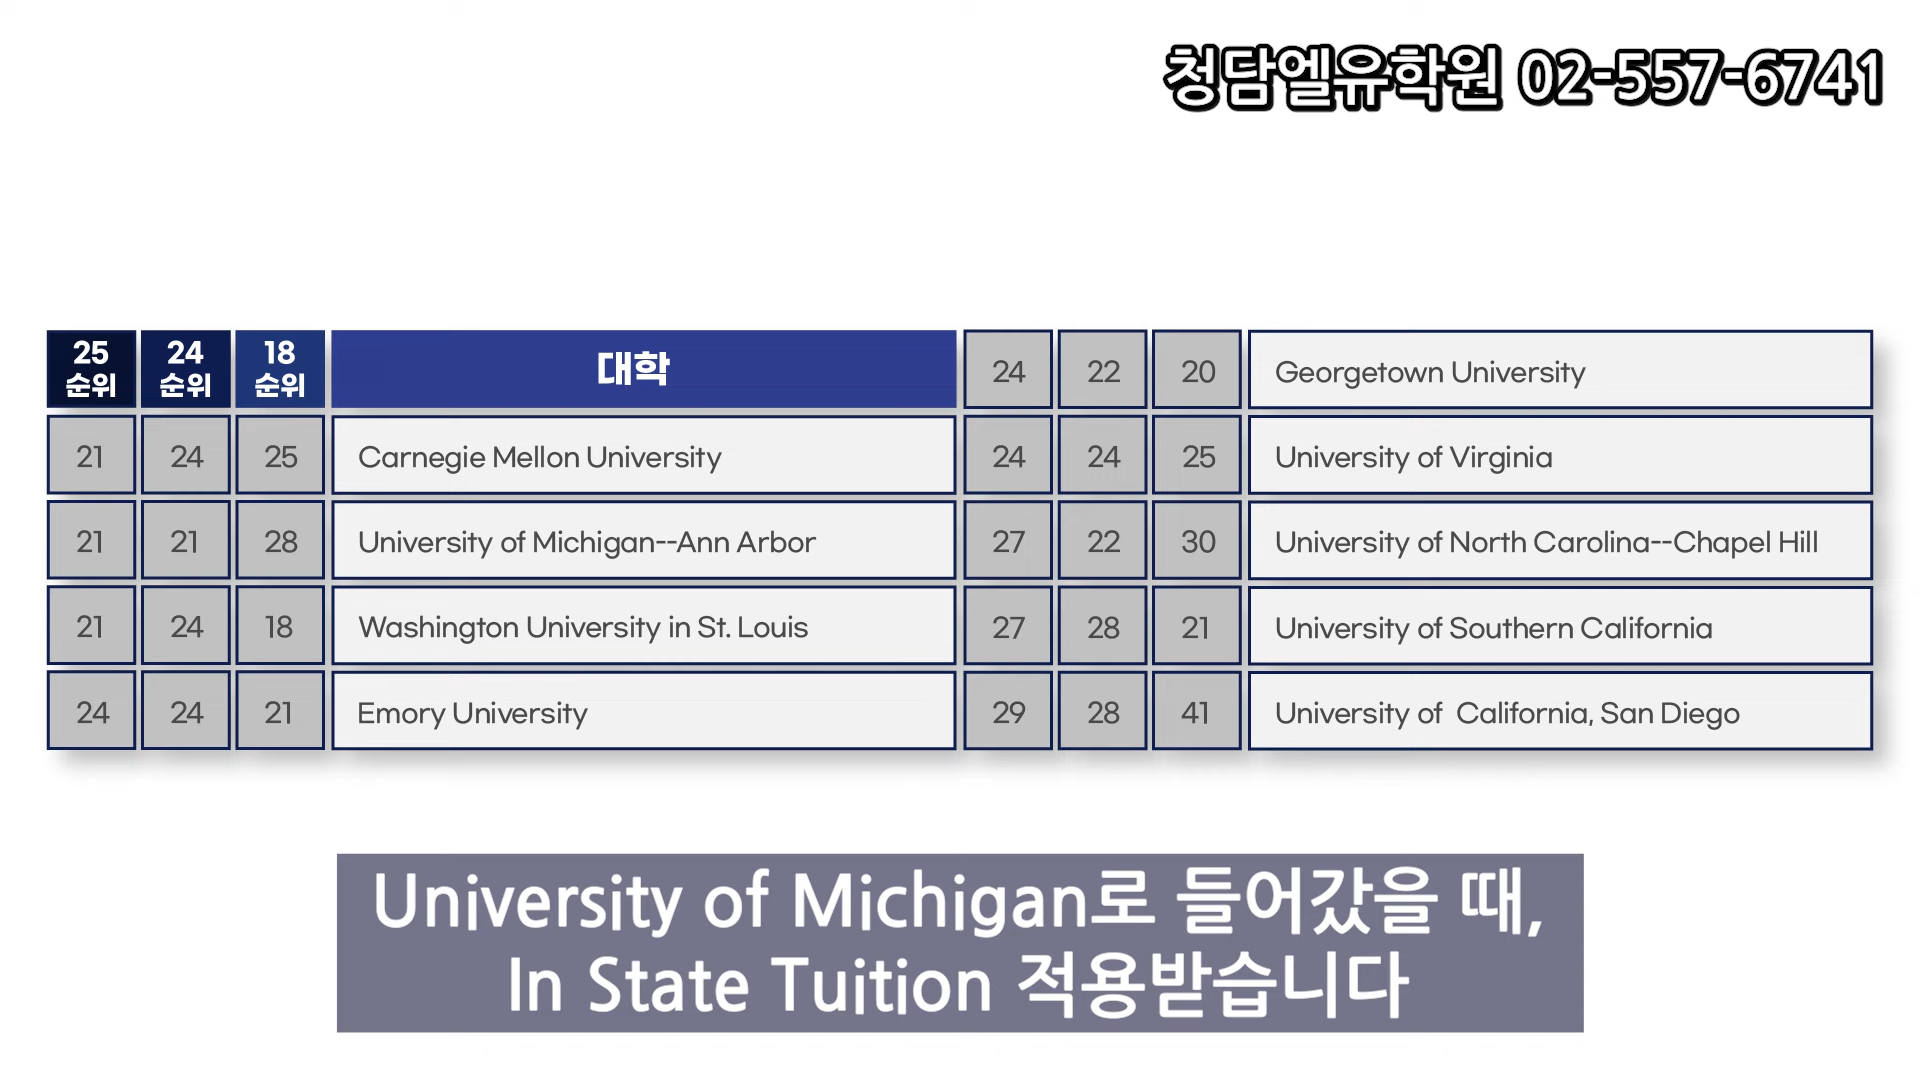 청담엘유학원 02-557-6741
25 순위 24 순위 18 순위 대학
21 24 25 Carnegie Mellon University
21 21 28 University of Michigan--Ann Arbor
21 24 18 Washington University in St. Louis
24 24 21 Emory University
24 22 20 Georgetown University
24 24 25 University of Virginia
27 22 30 University of North Carolina--Chapel Hill
27 28 21 University of Southern California
29 28 41 University of California, San Diego
University of Michigan로 들어갔을 때,
In State Tuition 적용받습니다